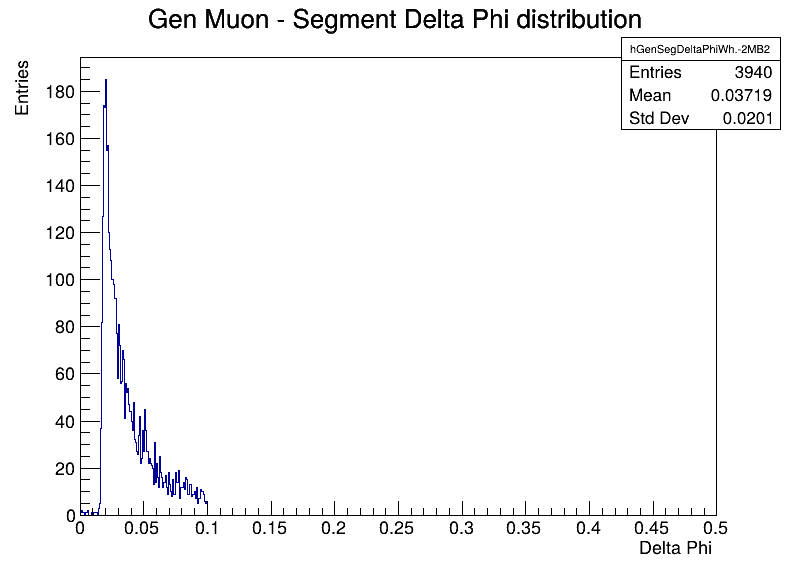 Gen Muon - Segment Delta Phi distribution
hGenSegDeltaPhiWh.-2MB2
Entries 3940
Mean 0.03719
Std Dev 0.0201
Entries
180
160
140
120
100
80
60
40
20
0
0 0.05 0.1 0.15 0.2 0.25 0.3 0.35 0.4 0.45 0.5
Delta Phi